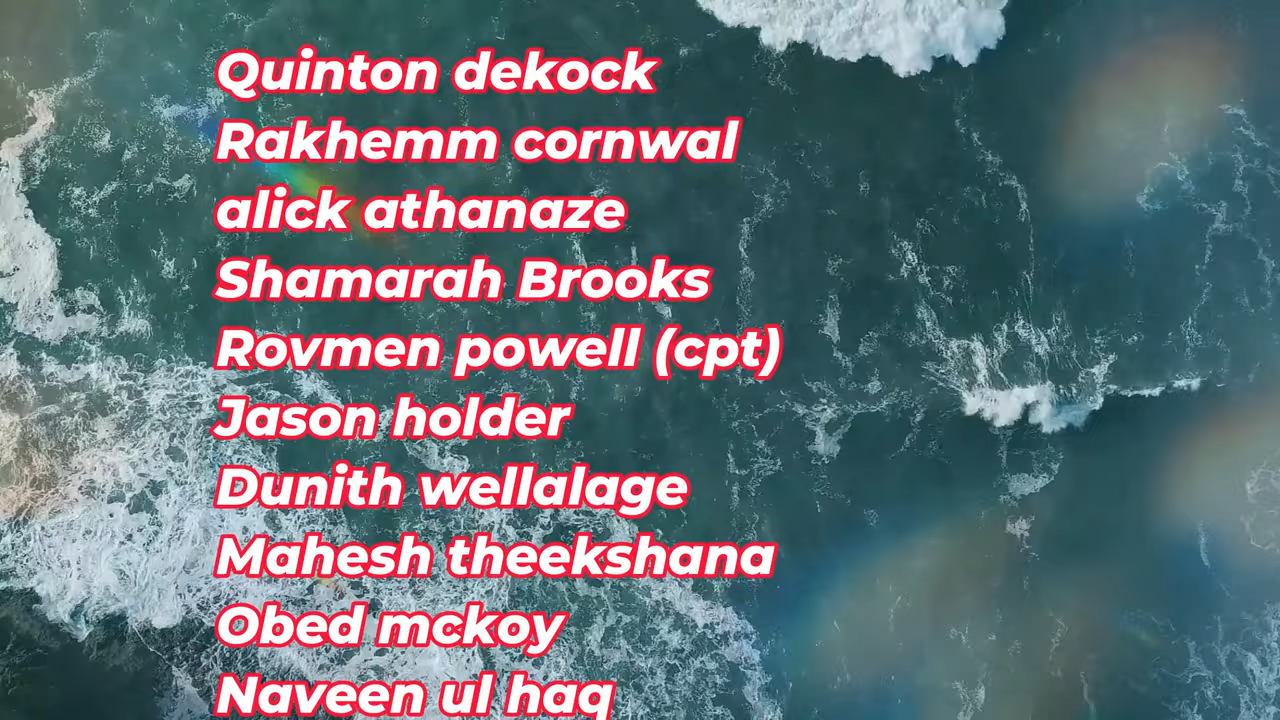 Quinton dekock
Rakhemm cornwal
alick athanaze
Shamarah Brooks
Rovmen powell (cpt)
Jason holder
Dunith wellalage
Mahesh theekshana
Obed mckoy
Naveen ul haq